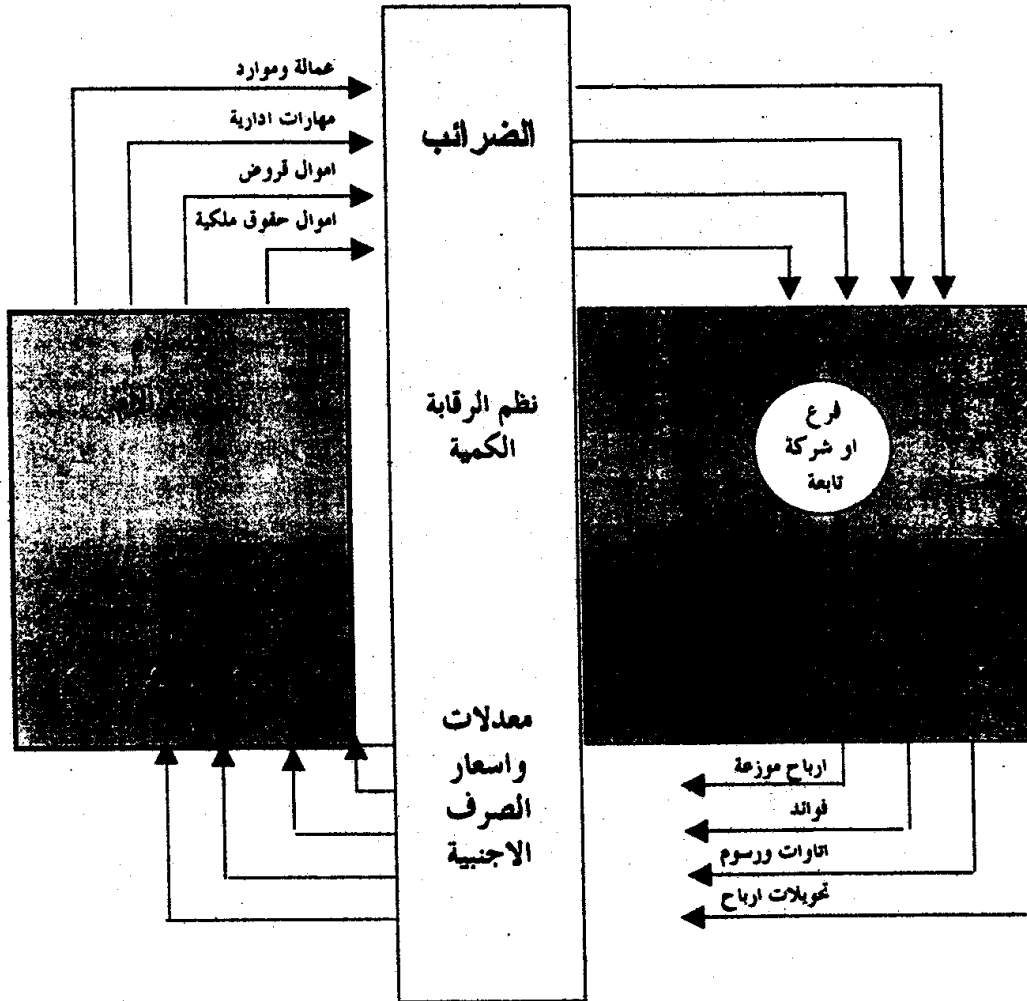 عمالة وموارد
مهارات ادارية
اموال قروض
اموال حقوق ملكية
الضرائب
نظم الرقابة
الكمية
معدلات
واسعار
الصرف
الاجنبية
فرع
او شركة
تابعة
ارباح موزعة
فوائد
اتاوات ورسوم
تحويلات ارباح